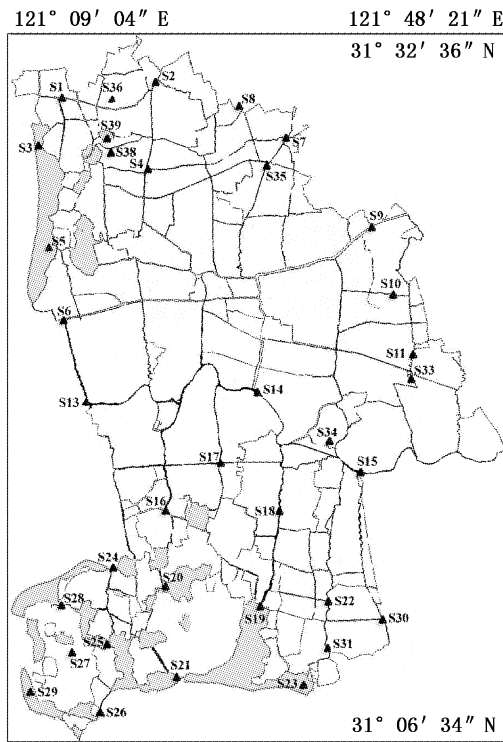 121° 09′ 04″ E
121° 48′ 21″ E
31° 32′ 36″ N
S1
S36
S2
S8
S39
S3
S38
S4
S7
S35
S5
S9
S10
S6
S11
S33
S13
S14
S34
S17
S15
S16
S18
S24
S20
S28
S19
S22
S30
S25
S27
S31
S21
S29
S23
S26
31° 06′ 34″ N